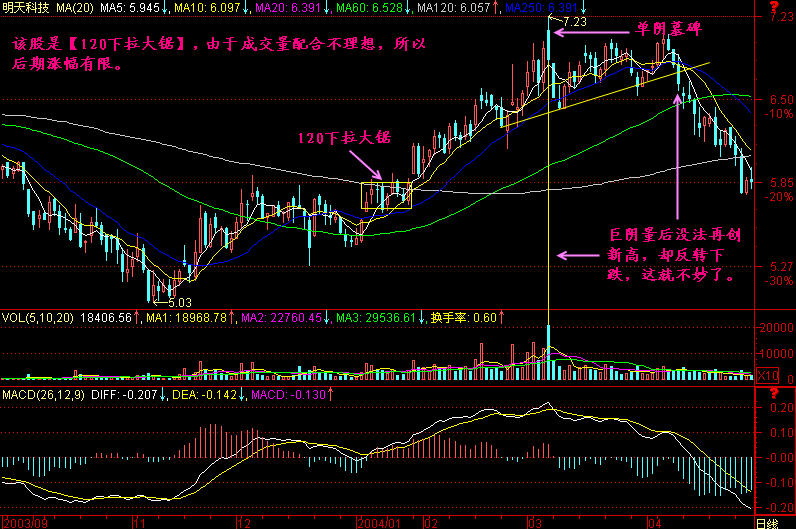 明天科技 MA(20) MA5: 5.945↓, MA10: 6.097↓, MA20: 6.391↓, MA60: 6.528↓, MA120: 6.057↑, MA250: 6.391↓
7.23
7.23
该股是【120下拉大锅】,由于成交量配合不理想,所以
后期涨幅有限。
单阴墓碑
6.50
-10%
120下拉大锅
5.85
-20%
巨阴量后没法再创
新高,却反转下
跌,这就不妙了。
5.27
-30%
5.03
VOL(5,10,20) 18406.56↑, MA1: 18968.78↑, MA2: 22760.45↓, MA3: 29536.61↓, 换手率: 0.60↑
20000
10000
X10
0
MACD(26,12,9) DIFF: -0.207↓, DEA: -0.142↓, MACD: -0.130↑
?
0.20
0.10
-0.00
-0.10
-0.20
2003/09 11 12 2004/01 02 03 04 日线